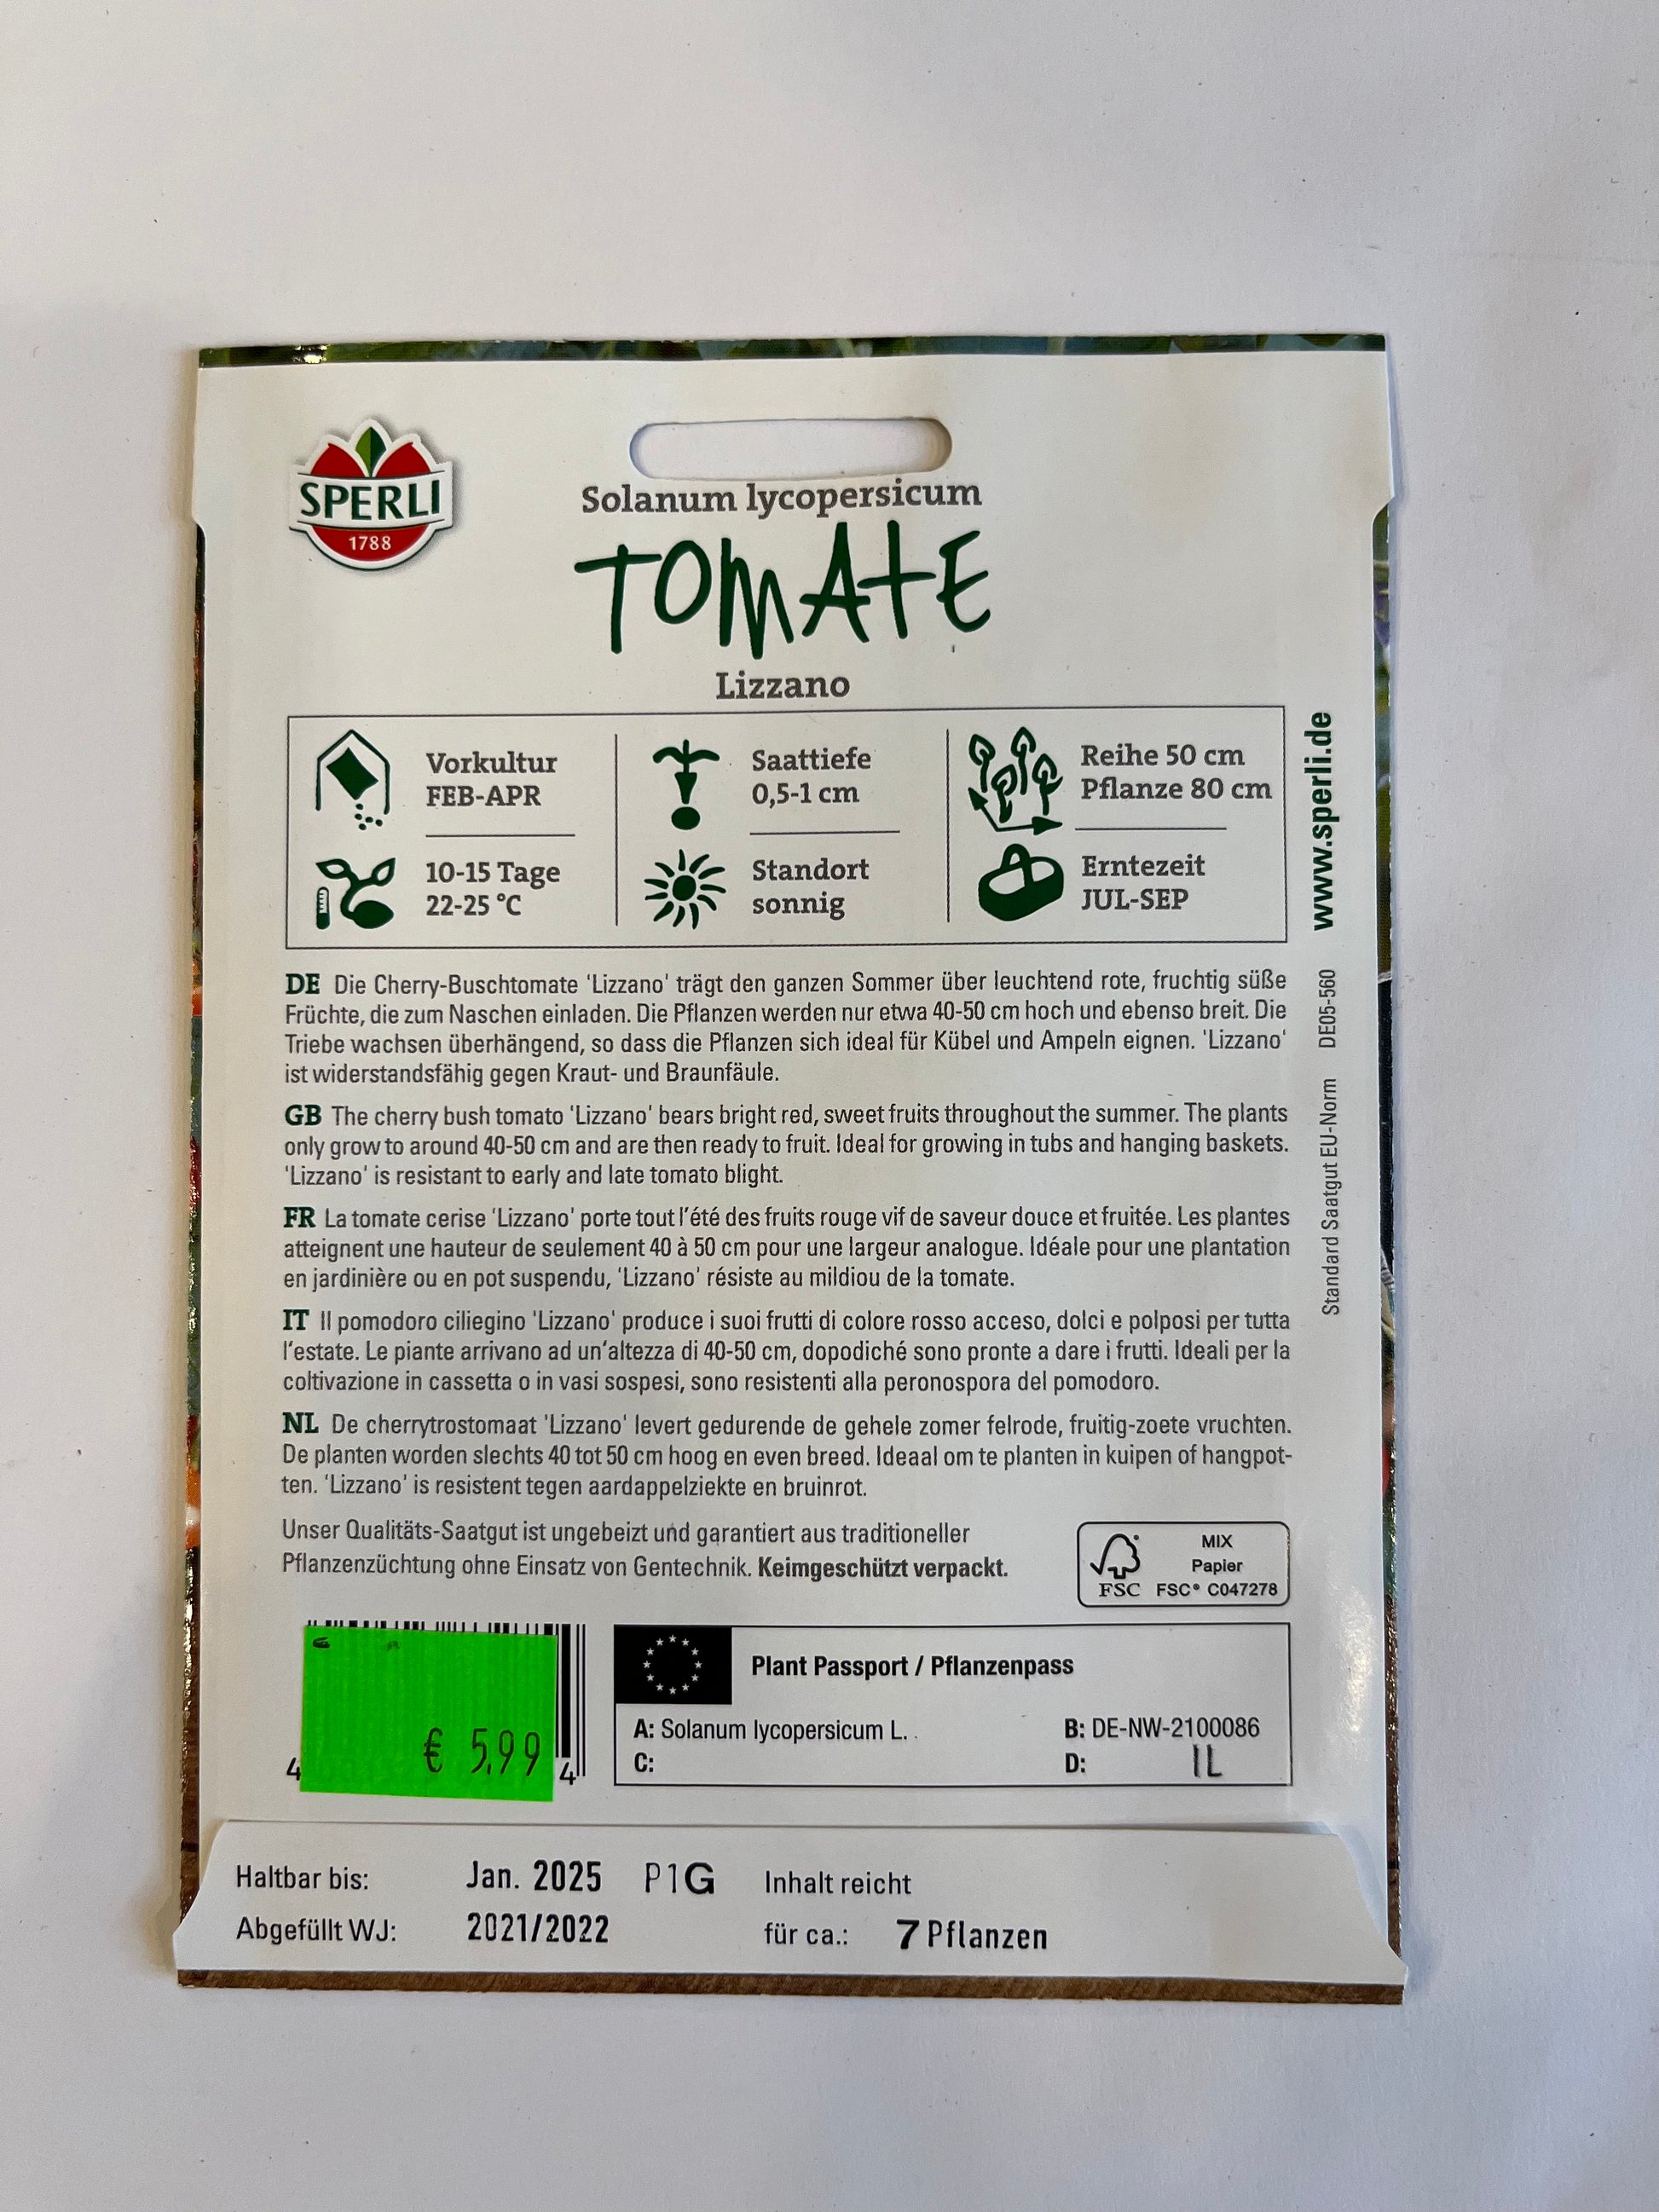 SPERLI
1788
Solanum lycopersicum
TOMATE
Lizzano
Vorkultur
FEB-APR
10-15 Tage
22-25 °C
Saattiefe
0,5-1 cm
Standort
sonnig
Reihe 50 cm
Pflanze 80 cm
Erntezeit
JUL-SEP
www.sperli.de
DE Die Cherry-Buschtomate 'Lizzano' trägt den ganzen Sommer über leuchtend rote, fruchtig süße
Früchte, die zum Naschen einladen. Die Pflanzen werden nur etwa 40-50 cm hoch und ebenso breit. Die
Triebe wachsen überhängend, so dass die Pflanzen sich ideal für Kübel und Ampeln eignen. 'Lizzano'
ist widerstandsfähig gegen Kraut- und Braunfäule.
GB The cherry bush tomato 'Lizzano' bears bright red, sweet fruits throughout the summer. The plants
only grow to around 40-50 cm and are then ready to fruit. Ideal for growing in tubs and hanging baskets.
'Lizzano' is resistant to early and late tomato blight.
FR La tomate cerise 'Lizzano' porte tout l'été des fruits rouge vif de saveur douce et fruitée. Les plantes
atteignent une hauteur de seulement 40 à 50 cm pour une largeur analogue. Idéale pour une plantation
en jardinière ou en pot suspendu, 'Lizzano' résiste au mildiou de la tomate.
IT Il pomodoro ciliegino 'Lizzano' produce i suoi frutti di colore rosso acceso, dolci e polposi per tutta
l'estate. Le piante arrivano ad un'altezza di 40-50 cm, dopodiché sono pronte a dare i frutti. Ideali per la
coltivazione in cassetta o in vasi sospesi, sono resistenti alla peronospora del pomodoro.
NL De cherrytrostomaat 'Lizzano' levert gedurende de gehele zomer felrode, fruitig-zoete vruchten.
De planten worden slechts 40 tot 50 cm hoog en even breed. Ideaal om te planten in kuipen of hangpot-
ten. 'Lizzano' is resistent tegen aardappelziekte en bruinrot.
Standard Saatgut EU-Norm DE05-560
Unser Qualitäts-Saatgut ist ungebeizt und garantiert aus traditioneller
Pflanzenzüchtung ohne Einsatz von Gentechnik. Keimgeschützt verpackt.
MIX
Papier
FSC FSC® C047278
€ 5,99
4 4
Plant Passport / Pflanzenpass
A: Solanum lycopersicum L. B: DE-NW-2100086
C: D: 1L
Haltbar bis: Jan. 2025 P1G Inhalt reicht
Abgefüllt WJ: 2021/2022 für ca.: 7 Pflanzen